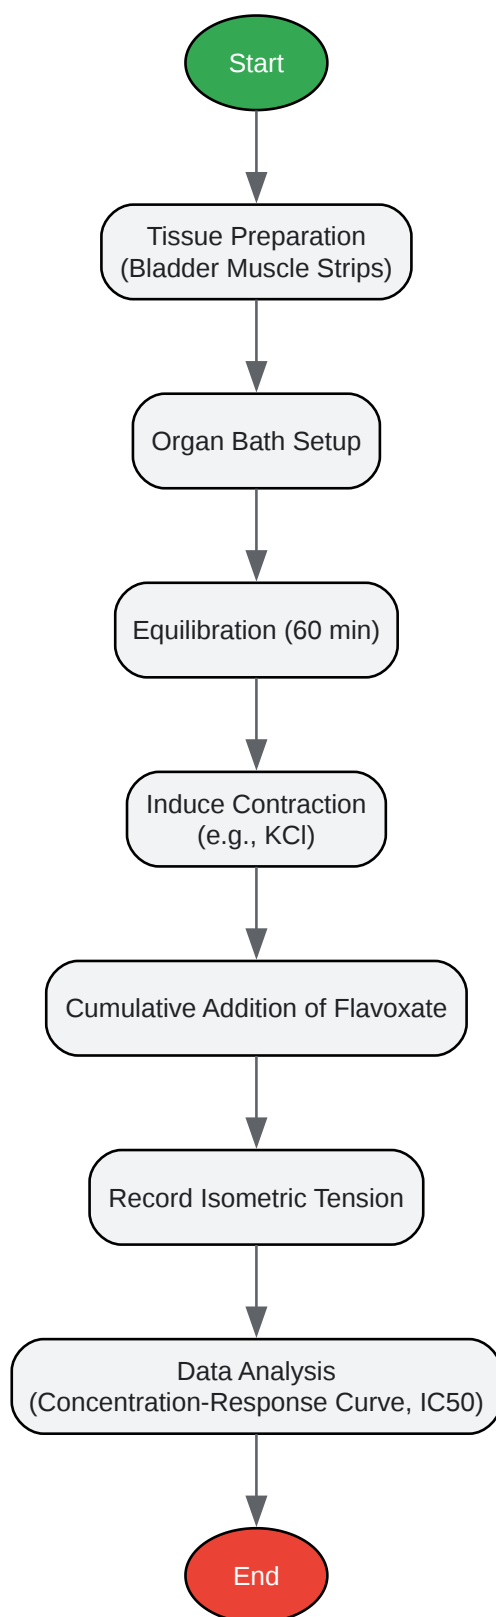 Start
Tissue Preparation
(Bladder Muscle Strips)
Organ Bath Setup
Equilibration (60 min)
Induce Contraction
(e.g., KCl)
Cumulative Addition of Flavoxate
Record Isometric Tension
Data Analysis
(Concentration-Response Curve, IC50)
End